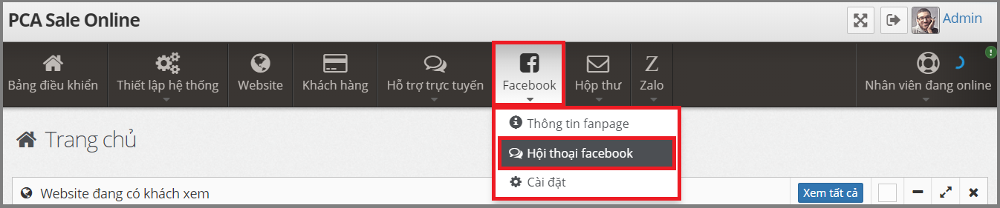 PCA Sale Online
Admin
Bảng điều khiển
Thiết lập hệ thống
Website
Khách hàng
Hỗ trợ trực tuyến
Facebook
Hộp thư
Z
Zalo
Nhân viên đang online
Thông tin fanpage
Hội thoại facebook
Cài đặt
Trang chủ
Website đang có khách xem
Xem tất cả